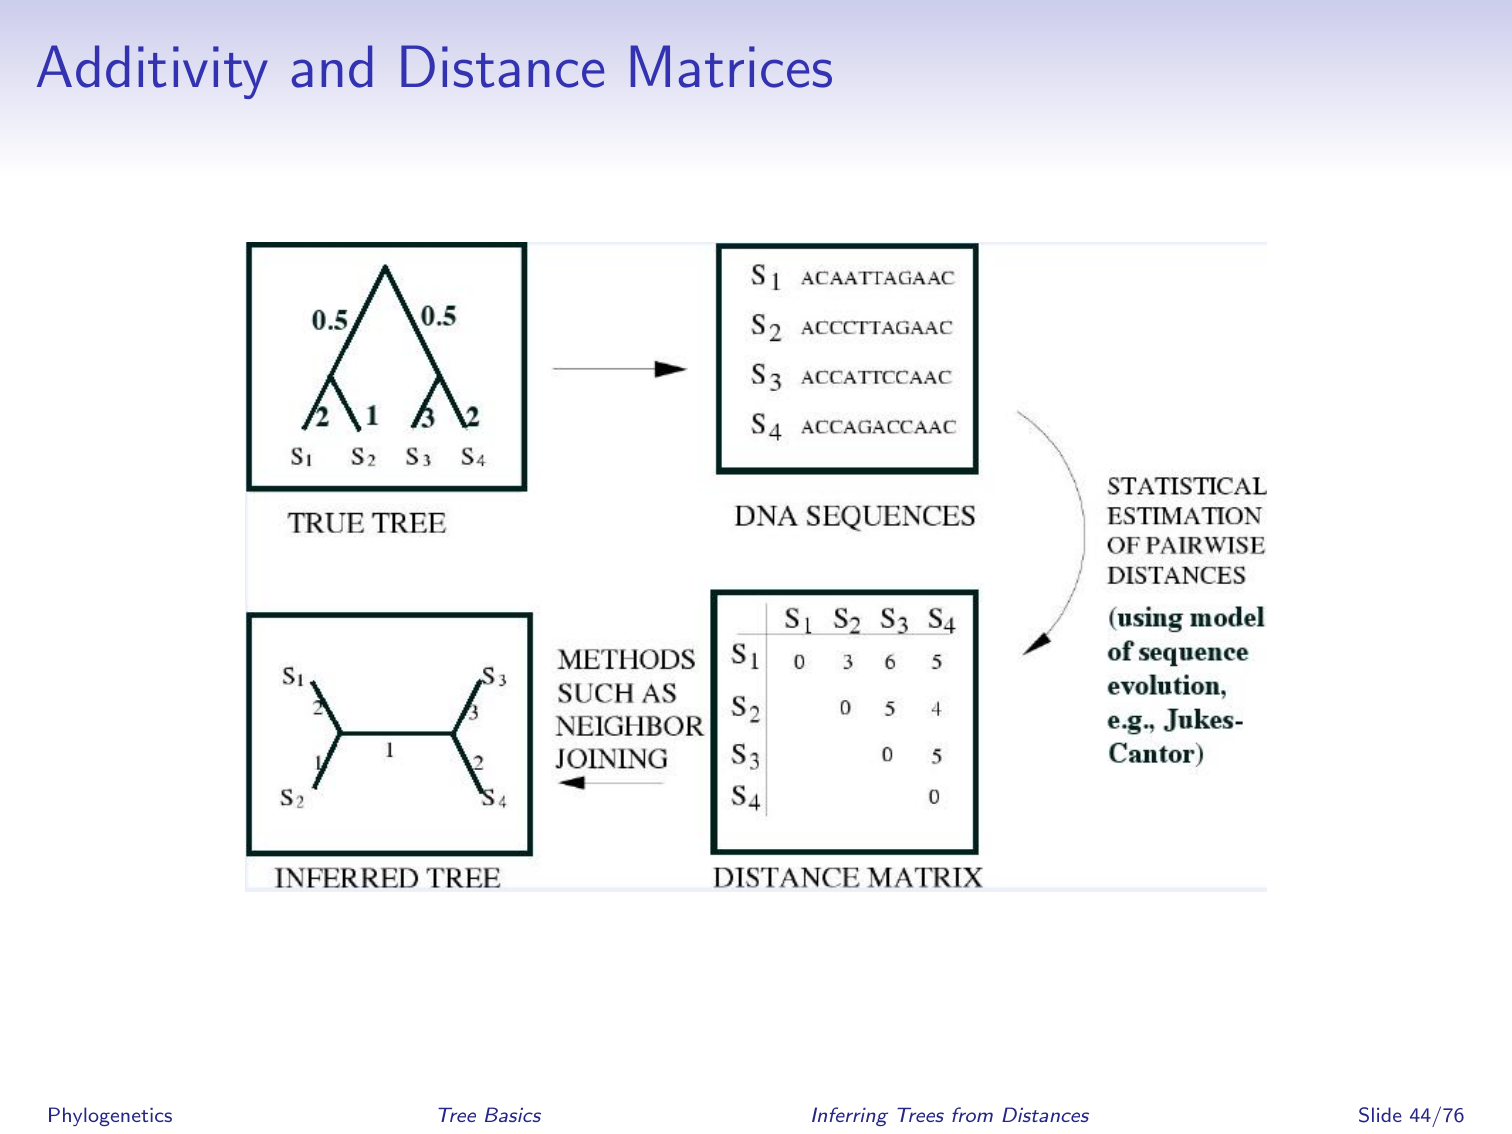 Additivity and Distance Matrices
0.5 0.5
2 1 3 2
S1 S2 S3 S4
TRUE TREE
S1 ACAATTAGAAC
S2 ACCCTTAGAAC
S3 ACCATTCCAAC
S4 ACCAGACCAAC
DNA SEQUENCES
STATISTICAL
ESTIMATION
OF PAIRWISE
DISTANCES
(using model
of sequence
evolution,
e.g., Jukes-
Cantor)
S1 S2 S3 S4
S1 0 3 6 5
S2 0 5 4
S3 0 5
S4 0
DISTANCE MATRIX
METHODS
SUCH AS
NEIGHBOR
JOINING
S1 S3
2 3
1
1 2
S2 S4
INFERRED TREE
Phylogenetics Tree Basics Inferring Trees from Distances Slide 44/76